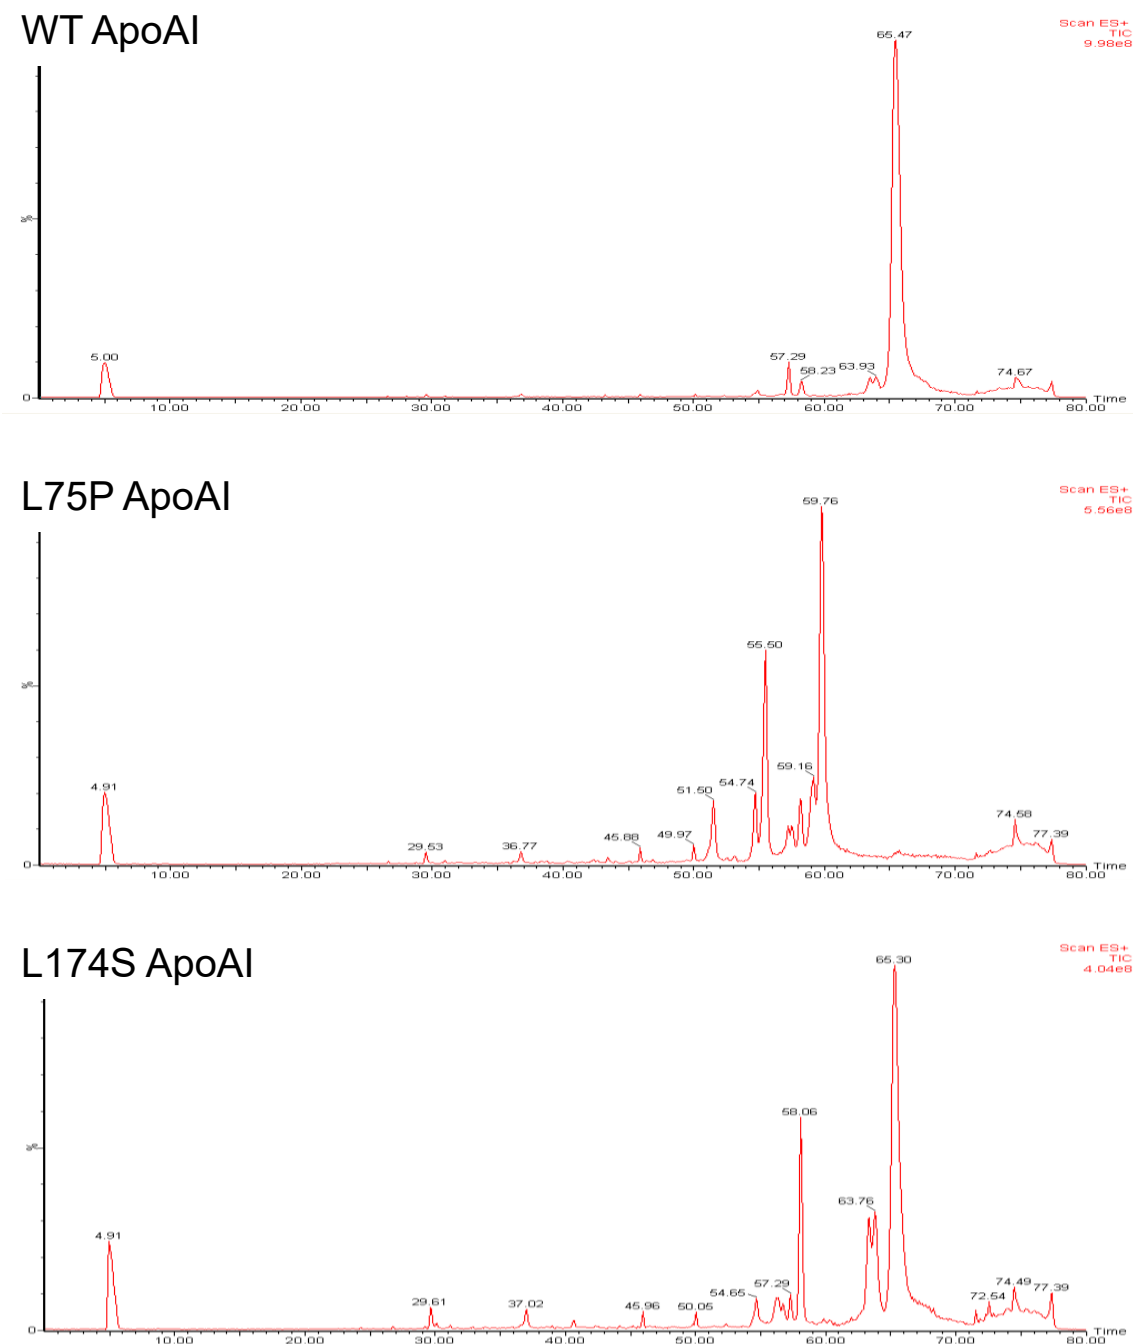 WT ApoAI
Scan ES+
TIC
9.98e8
65.47
5.00
57.29
58.23
63.93
74.67
%
0
10.00 20.00 30.00 40.00 50.00 60.00 70.00 80.00
Time
L75P ApoAI
Scan ES+
TIC
5.56e8
59.76
55.50
4.91
29.53
36.77
45.88
49.97
51.50
54.74
59.16
74.58
77.39
%
0
10.00 20.00 30.00 40.00 50.00 60.00 70.00 80.00
Time
L174S ApoAI
Scan ES+
TIC
4.04e8
65.30
58.06
63.76
4.91
29.61
37.02
45.96
50.05
54.65
57.29
72.54
74.49
77.39
%
0
10.00 20.00 30.00 40.00 50.00 60.00 70.00 80.00
Time